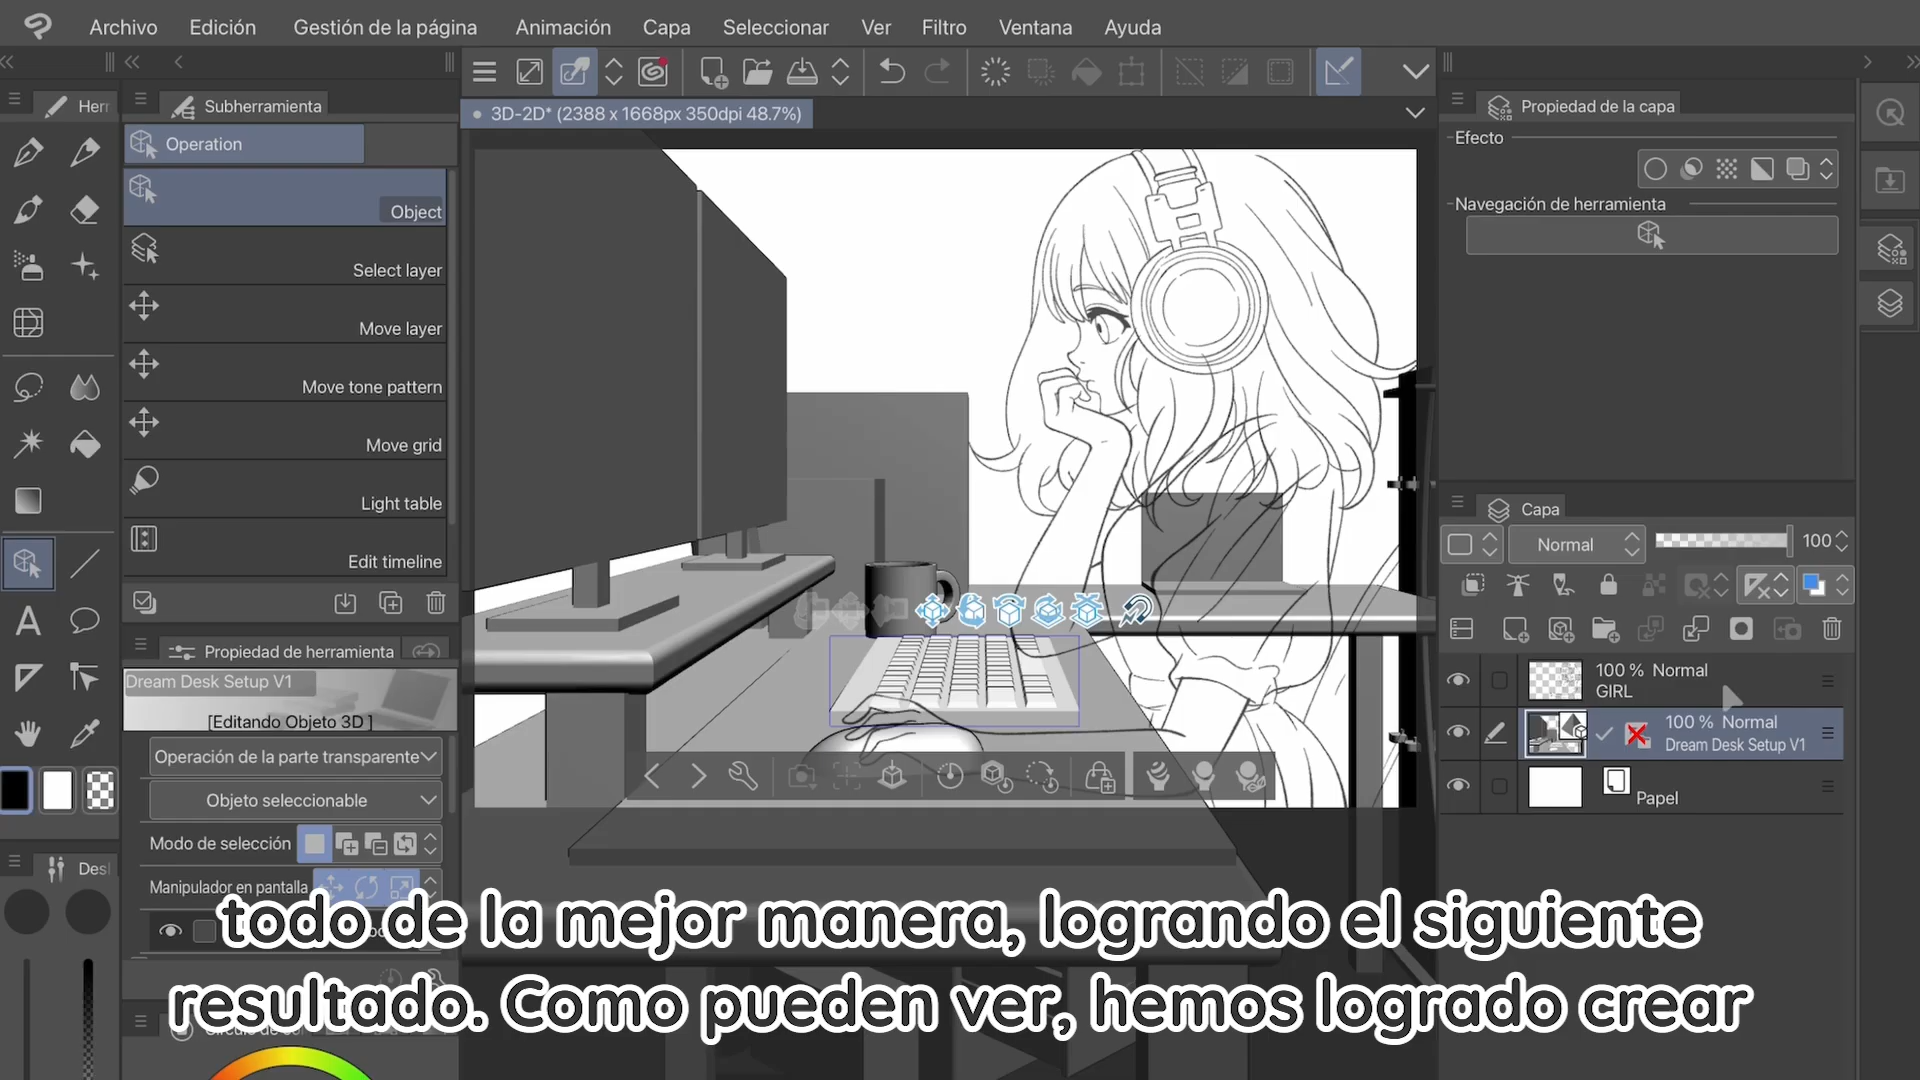 Archivo Edición Gestión de la página Animación Capa Seleccionar Ver Filtro Ventana Ayuda
Herr
Subherramienta
3D-2D* (2388 x 1668px 350dpi 48.7%)
Operation
Object
Select layer
Move layer
Move tone pattern
Move grid
Light table
Edit timeline
Propiedad de herramienta
Dream Desk Setup V1
[Editando Objeto 3D ]
Operación de la parte transparente
Objeto seleccionable
Modo de selección
Manipulador en pantalla
Desl
Propiedad de la capa
Efecto
Navegación de herramienta
Capa
Normal 100
100 % Normal
GIRL
100 % Normal
Dream Desk Setup V1
Papel
todo de la mejor manera, logrando el siguiente
resultado. Como pueden ver, hemos logrado crear